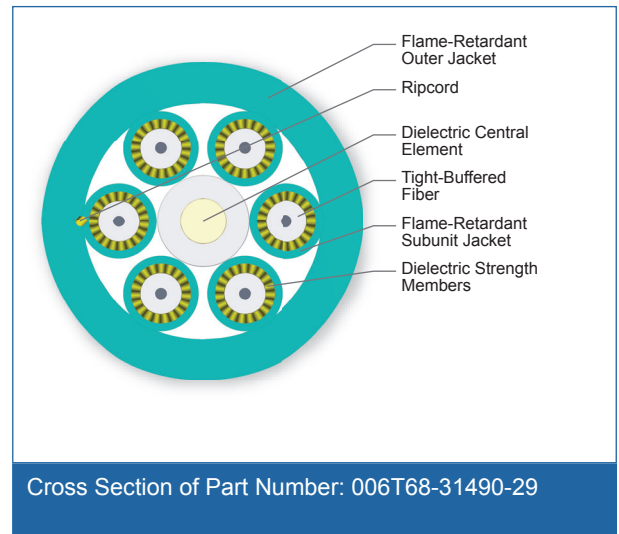 Flame-Retardant
Outer Jacket
Ripcord
Dielectric Central
Element
Tight-Buffered
Fiber
Flame-Retardant
Subunit Jacket
Dielectric Strength
Members
Cross Section of Part Number: 006T68-31490-29